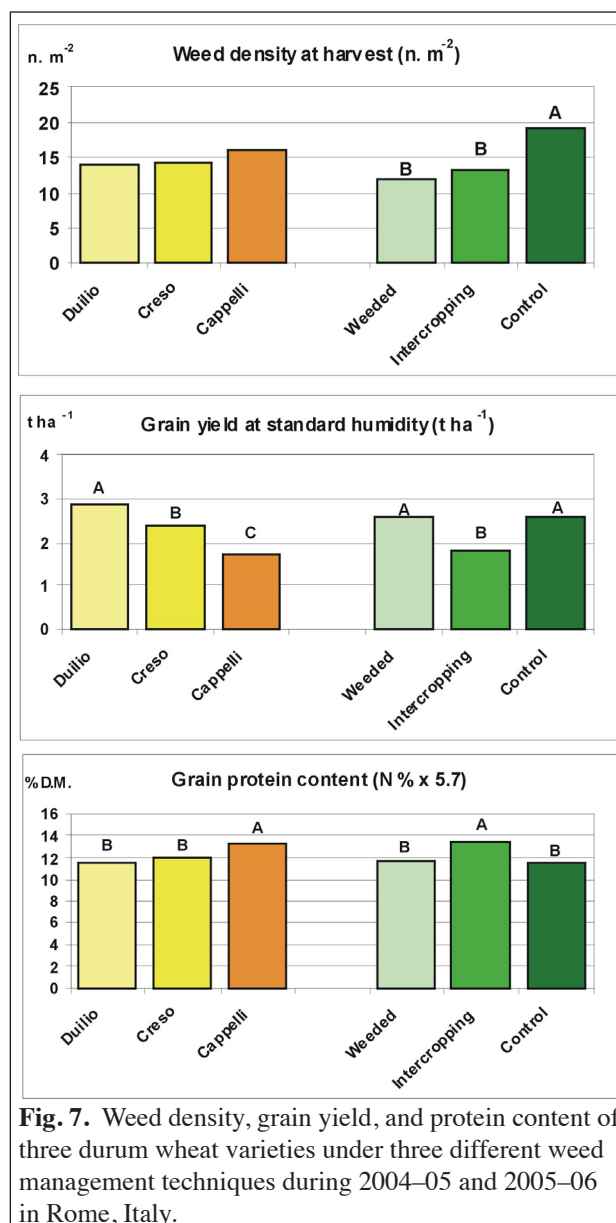 Weed density at harvest (n. m-2)
n. m-2
25
20
15
10
5
0
A
B
B
Duilio
Creso
Cappelli
Weeded
Intercropping
Control
Grain yield at standard humidity (t ha -1)
t ha -1
4
3
2
1
0
A
B
C
A
B
A
Duilio
Creso
Cappelli
Weeded
Intercropping
Control
Grain protein content (N % x 5.7)
% D.M.
16
14
12
10
8
6
4
2
0
B
B
A
B
A
B
Duilio
Creso
Cappelli
Weeded
Intercropping
Control
Fig. 7. Weed density, grain yield, and protein content of
three durum wheat varieties under three different weed
management techniques during 2004–05 and 2005–06
in Rome, Italy.